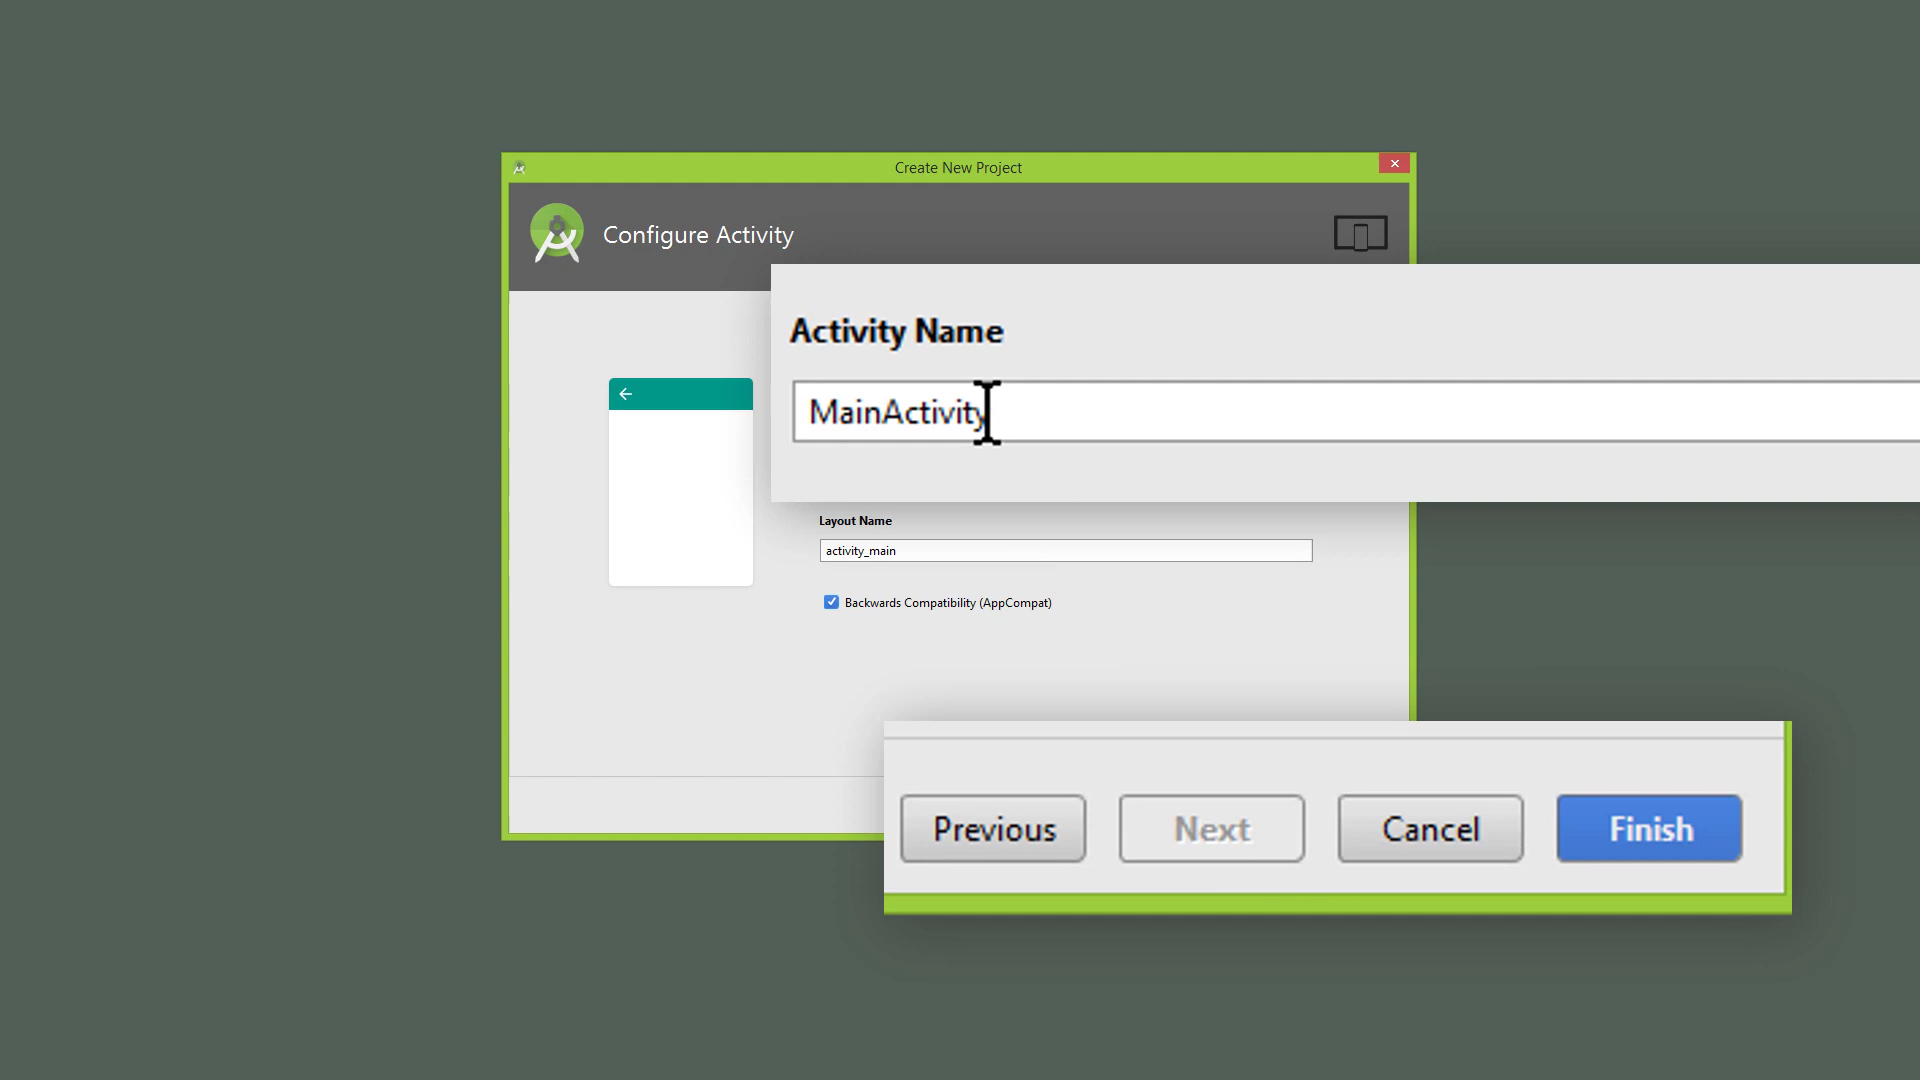 Create New Project
Configure Activity
Activity Name
MainActivity
Layout Name
activity_main
Backwards Compatibility (AppCompat)
Previous
Next
Cancel
Finish